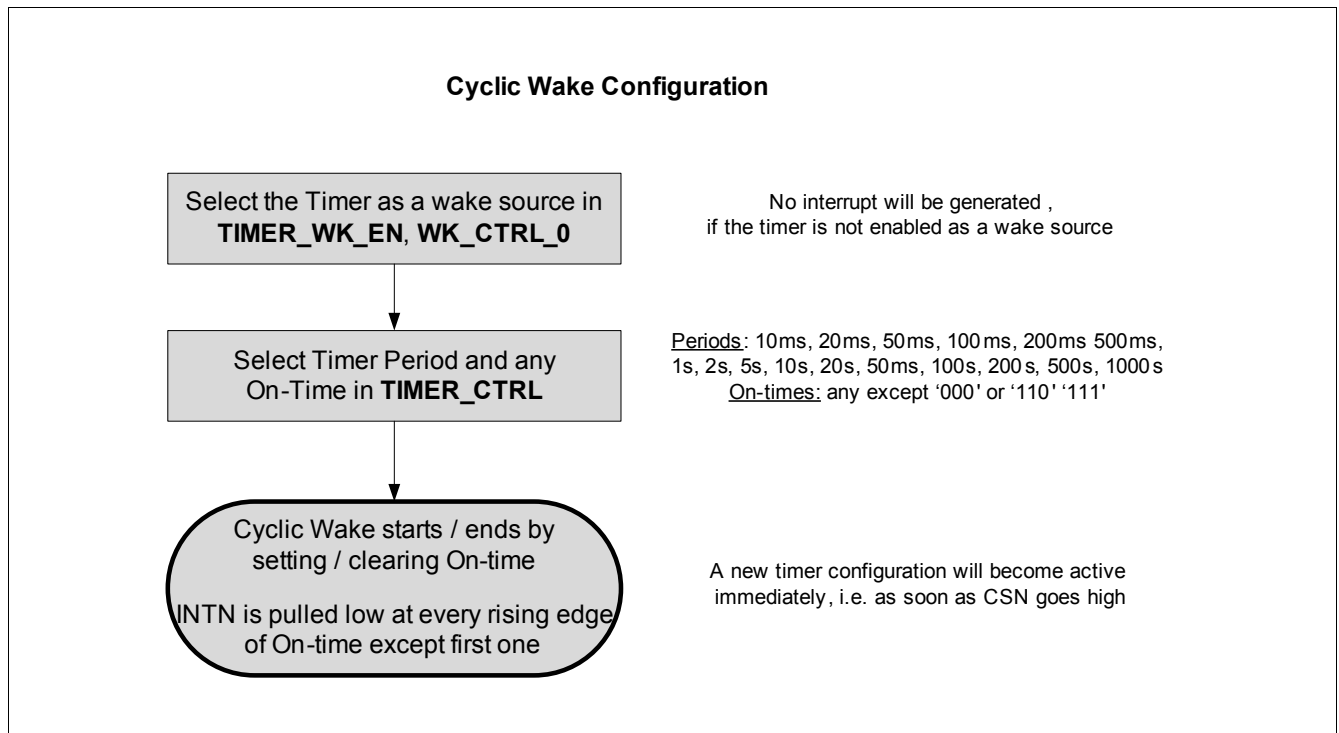 Cyclic Wake Configuration
Select the Timer as a wake source in
TIMER_WK_EN, WK_CTRL_0
No interrupt will be generated ,
if the timer is not enabled as a wake source
Select Timer Period and any
On-Time in TIMER_CTRL
Periods: 10ms, 20ms, 50ms, 100ms, 200ms 500ms,
1s, 2s, 5s, 10s, 20s, 50ms, 100s, 200s, 500s, 1000s
On-times: any except ‘000' or ‘110' ‘111'
Cyclic Wake starts / ends by
setting / clearing On-time
INTN is pulled low at every rising edge
of On-time except first one
A new timer configuration will become active
immediately, i.e. as soon as CSN goes high